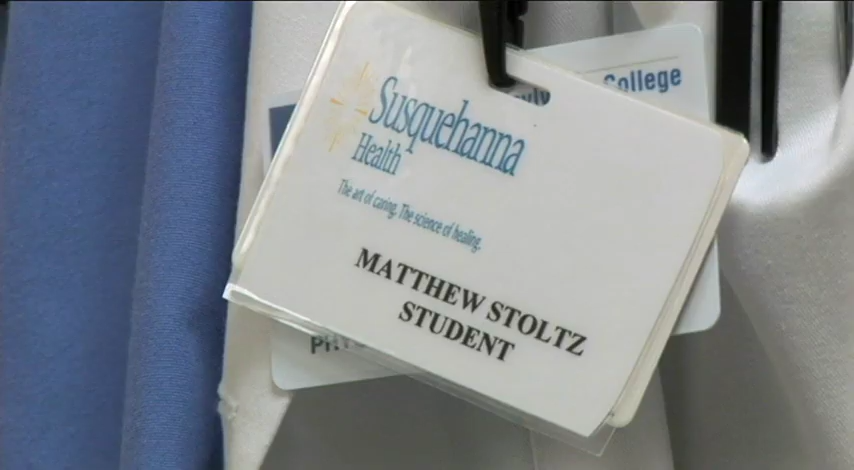 College
Susquehanna
Health
The art of caring. The science of healing.
MATTHEW STOLTZ
STUDENT